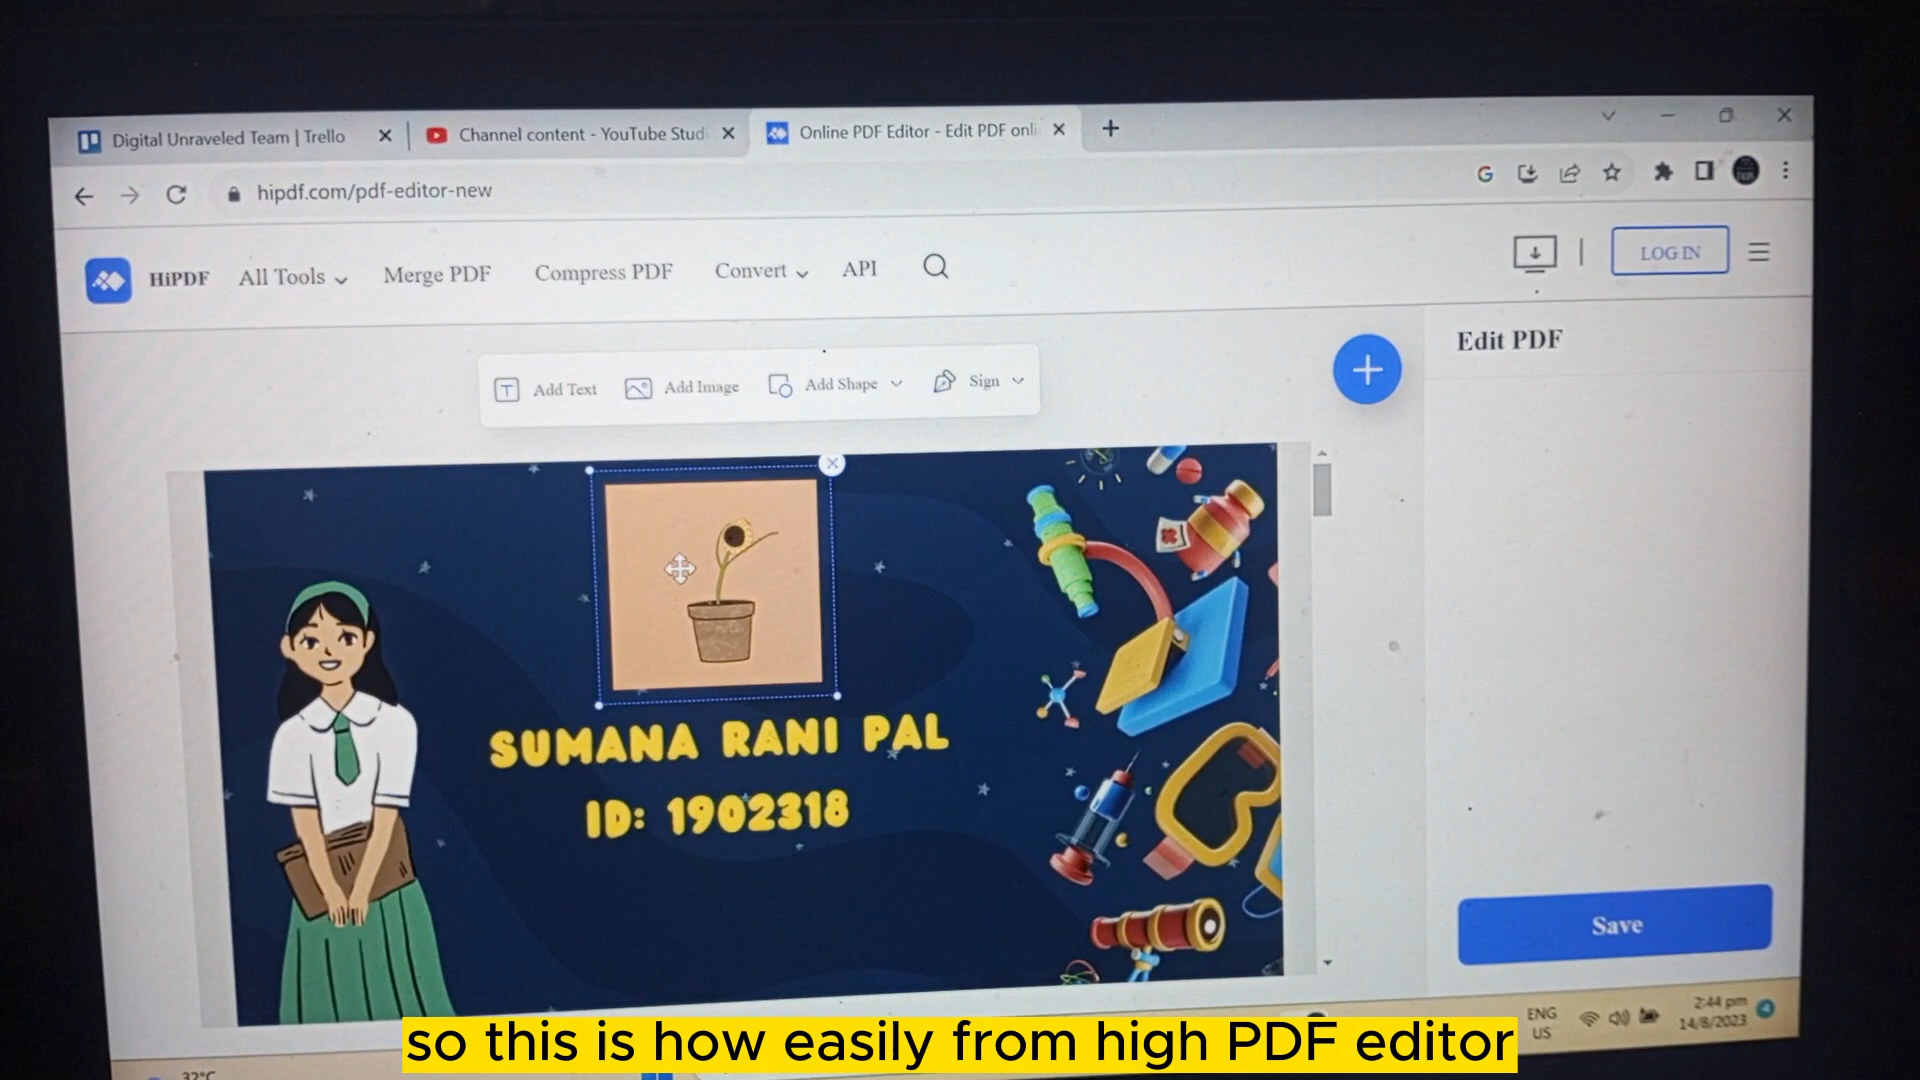 Digital Unraveled Team | Trello
Channel content - YouTube Studi
Online PDF Editor - Edit PDF onli
hipdf.com/pdf-editor-new
HiPDF All Tools Merge PDF Compress PDF Convert API
LOG IN
Edit PDF
Add Text Add Image Add Shape Sign
SUMANA RANI PAL
ID: 1902318
Save
ENG
US
2:44 pm
14/8/2023
4
32°C
so this is how easily from high PDF editor